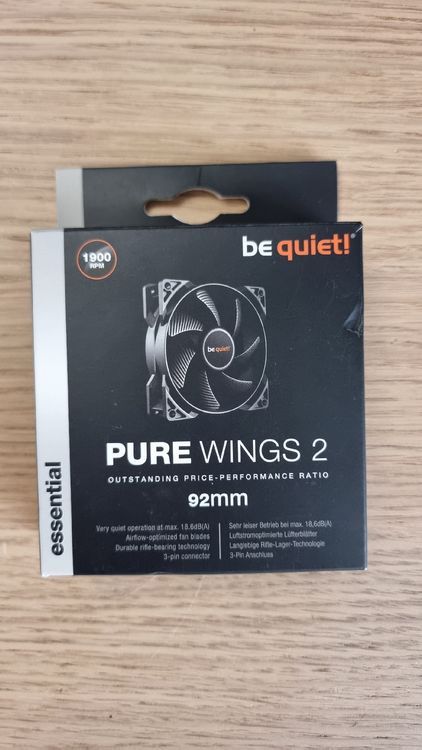 1900
RPM
be quiet!®
be quiet!
PURE WINGS 2
OUTSTANDING PRICE-PERFORMANCE RATIO
92mm
essential
Very quiet operation at max. 18.6dB(A)
Airflow-optimized fan blades
Durable rifle-bearing technology
3-pin connector
Sehr leiser Betrieb bei max. 18,6dB(A)
Luftstromoptimierte Lüfterblätter
Langlebige Rifle-Lager-Technologie
3-Pin Anschluss